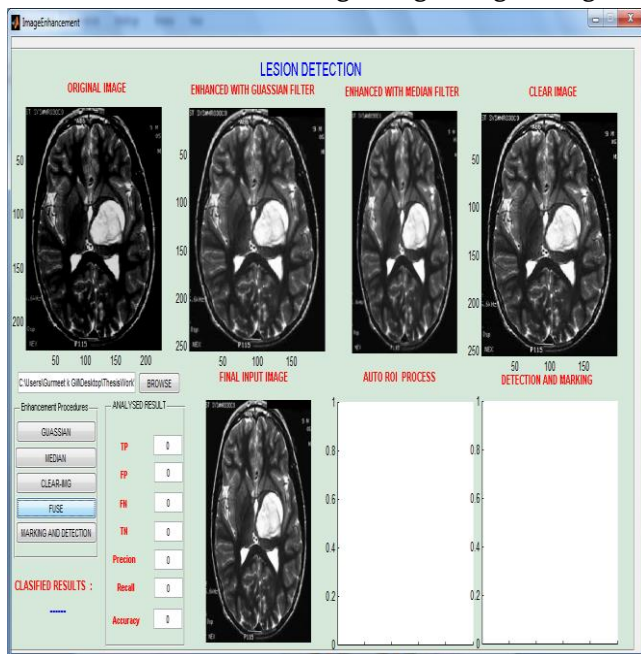 ImageEnhancement
LESION DETECTION
ORIGINAL IMAGE
ENHANCED WITH GUASSIAN FILTER
ENHANCED WITH MEDIAN FILTER
CLEAR IMAGE
50
100
150
200
50 100 150 200
50
100
150
200
250
50 100 150
50
100
150
200
250
50 100 150
P115
P115
P115
P115
C:\Users\Gurmeet k Gill\Desktop\Thesis\Work\
BROWSE
FINAL INPUT IMAGE
AUTO ROI PROCESS
DETECTION AND MARKING
Enhancement Procedures
GUASSIAN
MEDIAN
CLEAR-IMG
FUSE
MARKING AND DETECTION
CLASIFIED RESULTS :
------
ANALYSED RESULT
TP 0
FP 0
FN 0
TN 0
Precion 0
Recall 0
Accuracy 0
P115
1
0.8
0.6
0.4
0.2
0
1
0.8
0.6
0.4
0.2
0